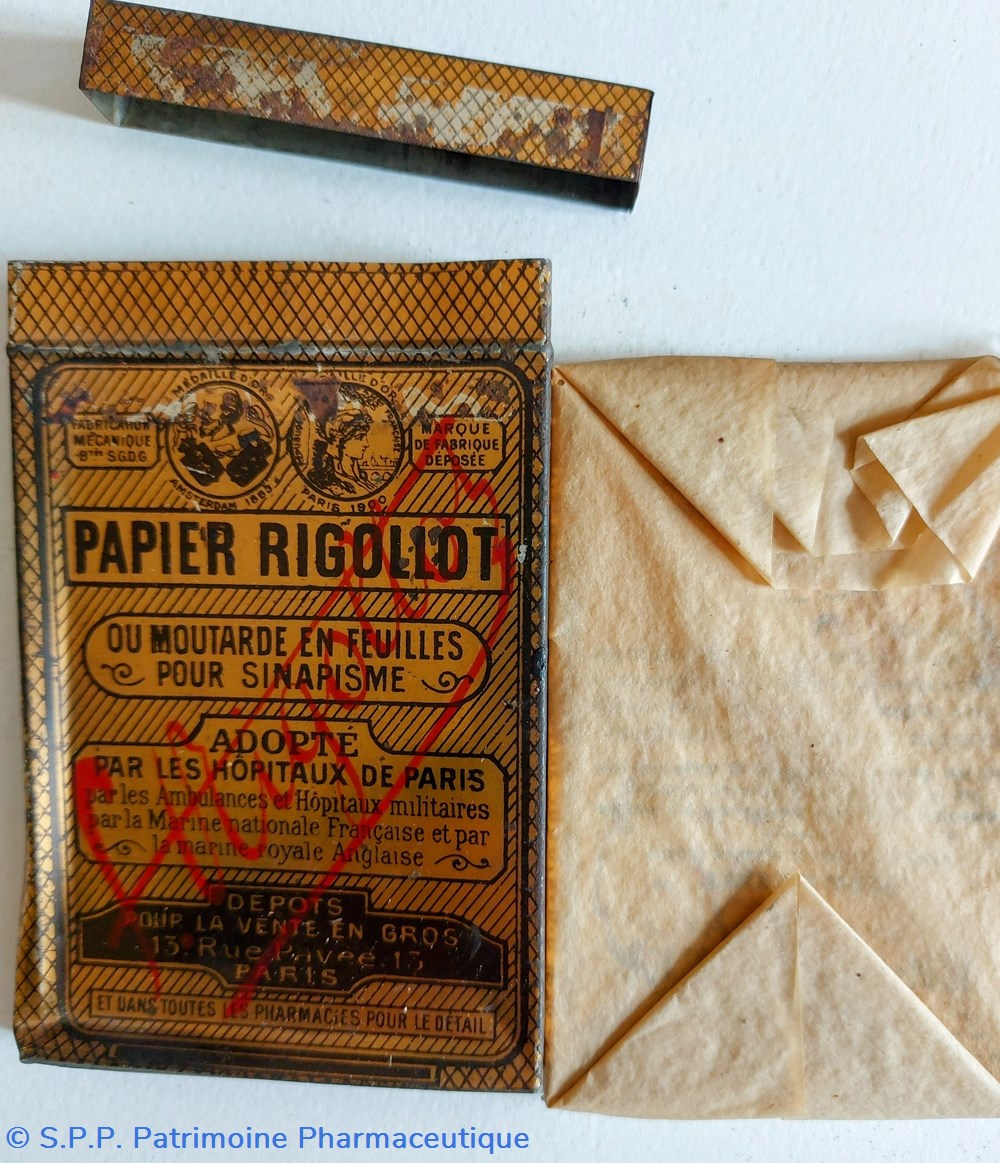 FABRICATION
MÉCANIQUE
Btée S.G.D.G
MÉDAILLE D'OR
AMSTERDAM 1883
PARIS 1900
MARQUE
DE FABRIQUE
DÉPOSÉE
PAPIER RIGOLLOT
OU MOUTARDE EN FEUILLES
POUR SINAPISME
ADOPTÉ
PAR LES HÔPITAUX DE PARIS
par les Ambulances et Hôpitaux militaires
par la Marine nationale Française et par
la marine royale Anglaise
DEPOTS
POUR LA VENTE EN GROS
13. Rue Pavée. 13
PARIS
ET DANS TOUTES LES PHARMACIES POUR LE DÉTAIL
© S.P.P. Patrimoine Pharmaceutique